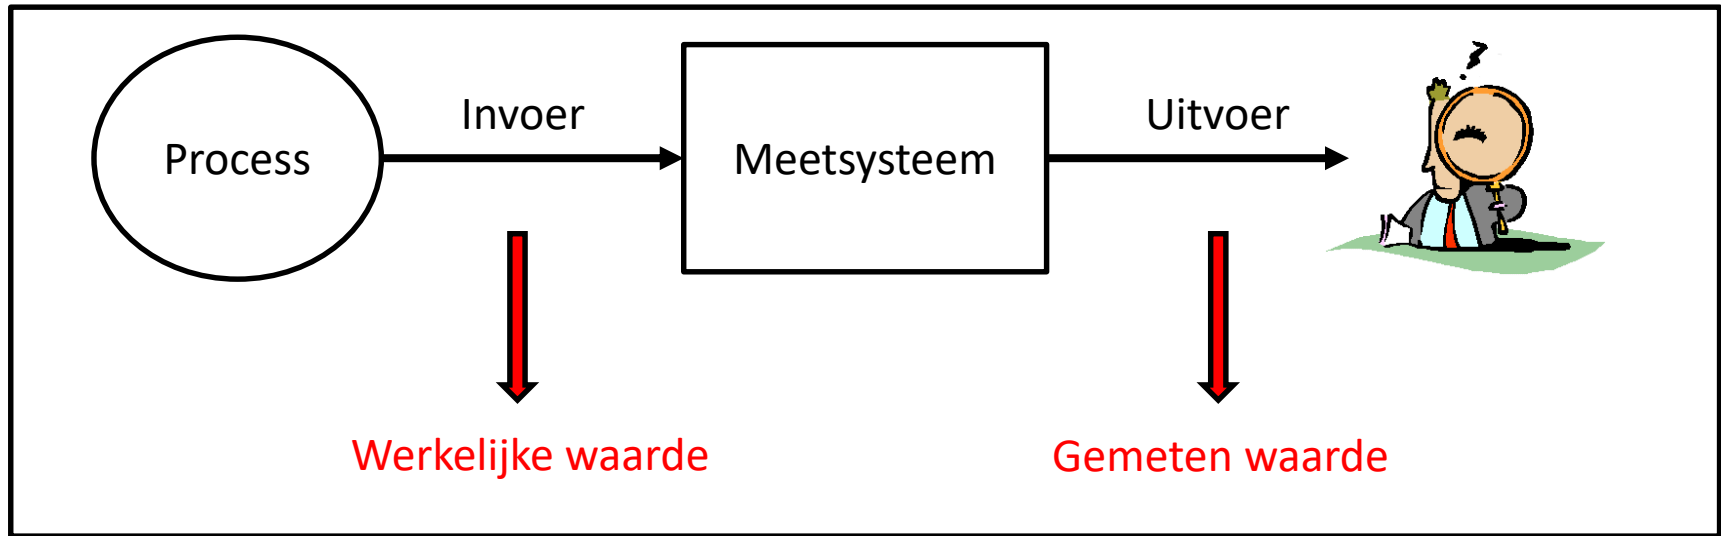 Process
Invoer
Meetsysteem
Uitvoer
?
Werkelijke waarde
Gemeten waarde